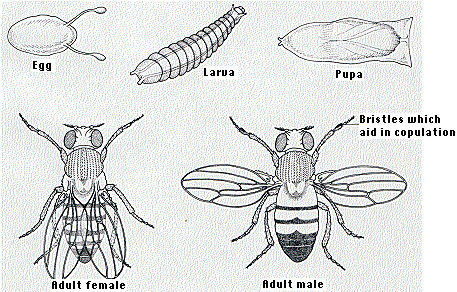 Egg
Larva
Pupa
Bristles which
aid in copulation
Adult female
Adult male